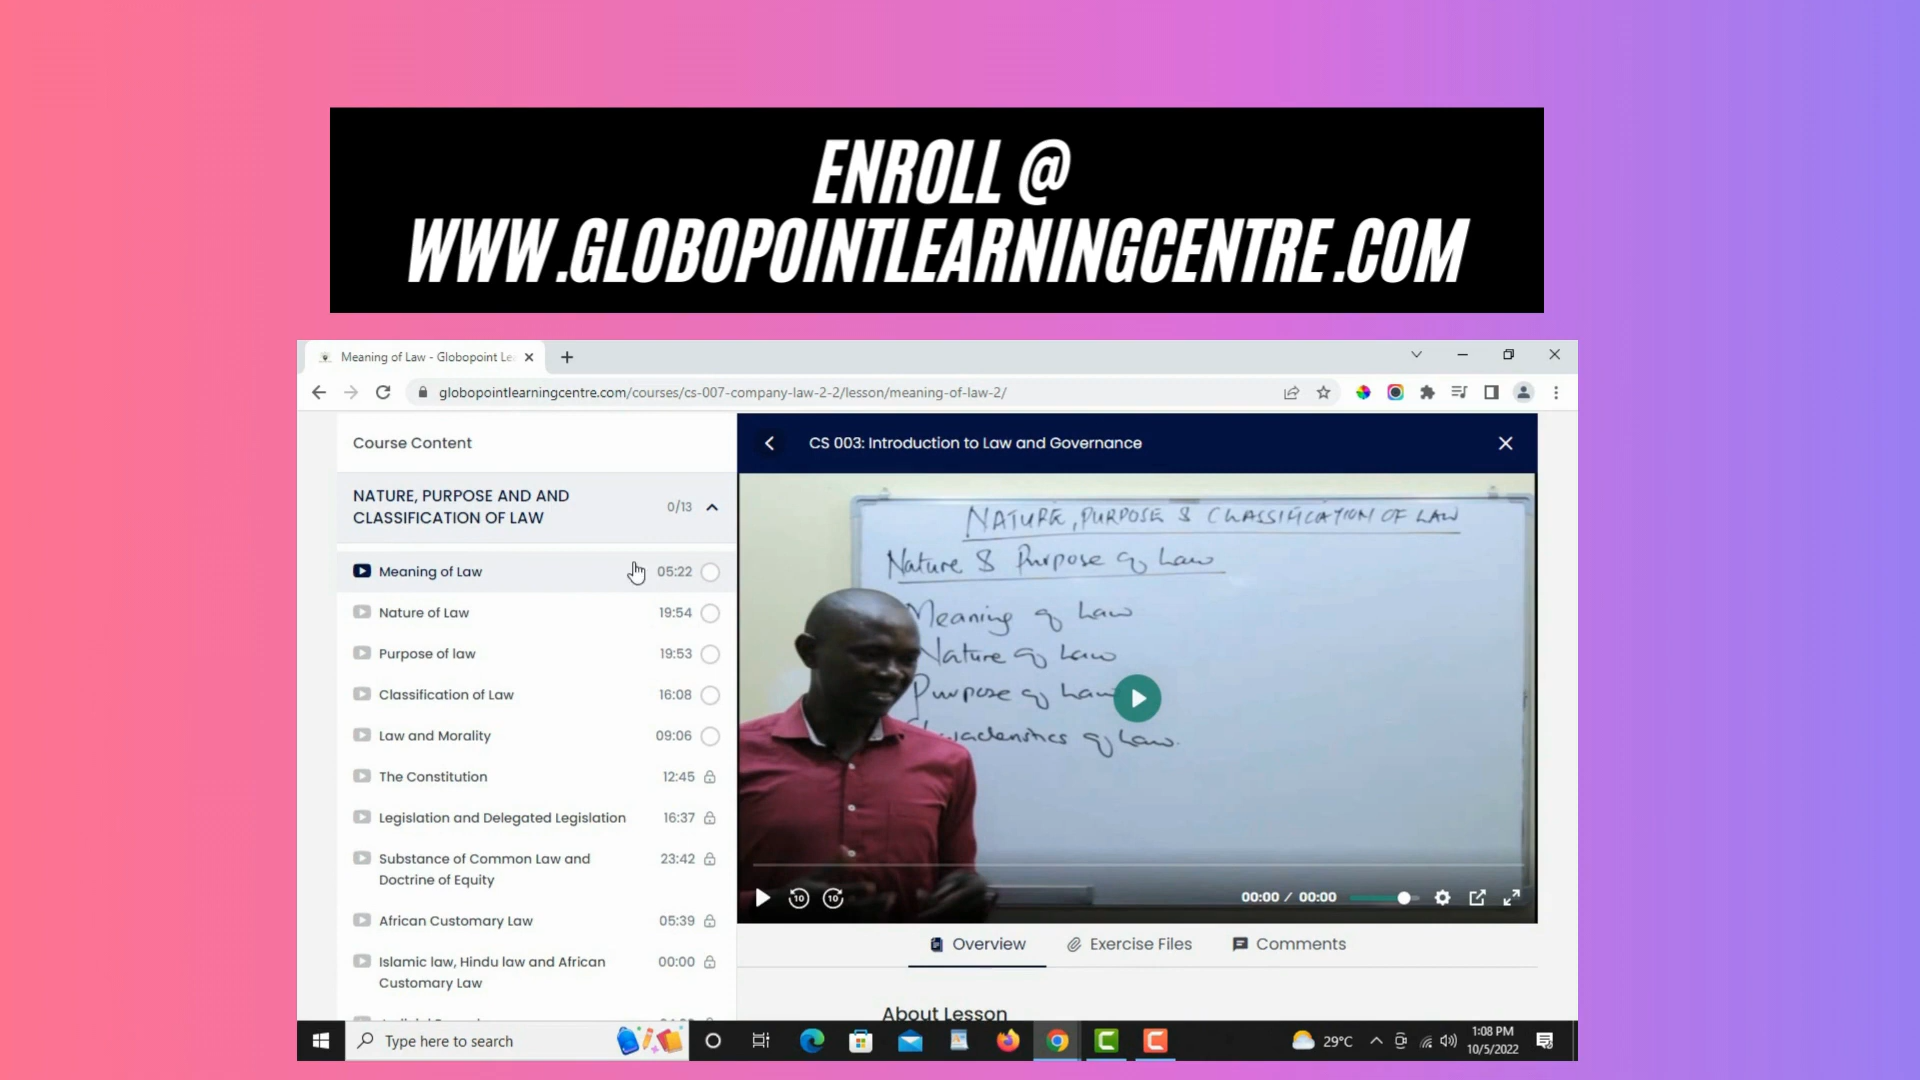 ENROLL @
WWW.GLOBOPOINTLEARNINGCENTRE.COM
Meaning of Law - Globopoint Le
globopointlearningcentre.com/courses/cs-007-company-law-2-2/lesson/meaning-of-law-2/
Course Content
NATURE, PURPOSE AND AND
CLASSIFICATION OF LAW
0/13
Meaning of Law 05:22
Nature of Law 19:54
Purpose of law 19:53
Classification of Law 16:08
Law and Morality 09:06
The Constitution 12:45
Legislation and Delegated Legislation 16:37
Substance of Common Law and 23:42
Doctrine of Equity
African Customary Law 05:39
Islamic law, Hindu law and African 00:00
Customary Law
CS 003: Introduction to Law and Governance
NATURE, PURPOSE & CLASSIFICATION OF LAW
Nature & Purpose of Law
Meaning of Law
Nature of Law
Purpose of Law
of Law.
10 10
00:00 / 00:00
Overview Exercise Files Comments
About Lesson
Type here to search
29°C
1:08 PM
10/5/2022